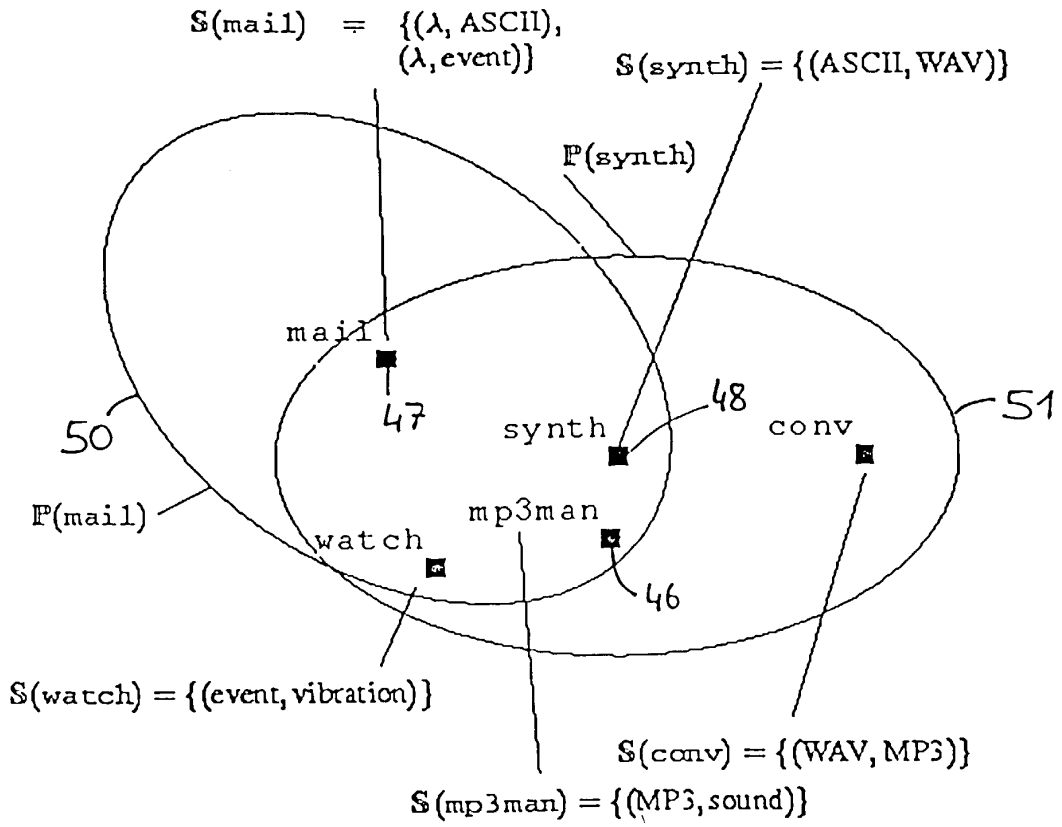 𝕊(mail) = {(λ, ASCII),
(λ, event)}
𝕊(synth) = {(ASCII, WAV)}
ℙ(synth)
mail
47
48
51
50
synth
conv
ℙ(mail)
mp3man
watch
46
𝕊(watch) = {(event, vibration)}
𝕊(conv) = {(WAV, MP3)}
𝕊(mp3man) = {(MP3, sound)}